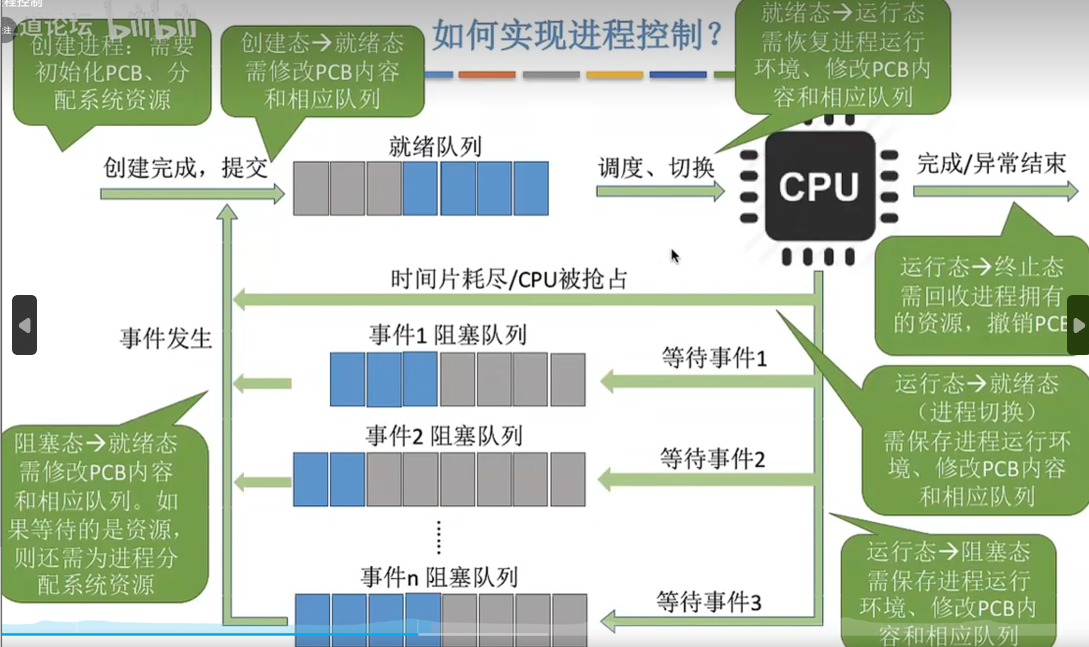 程控制
道论坛 bilibili
注
如何实现进程控制？
创建进程：需要
初始化PCB、分
配系统资源
创建态→就绪态
需修改PCB内容
和相应队列
就绪态→运行态
需恢复进程运行
环境、修改PCB内
容和相应队列
创建完成，提交
就绪队列
调度、切换
CPU
完成/异常结束
运行态→终止态
需回收进程拥有
的资源，撤销PCB
时间片耗尽/CPU被抢占
事件发生
事件1 阻塞队列
等待事件1
运行态→就绪态
（进程切换）
需保存进程运行环
境、修改PCB内容
和相应队列
阻塞态→就绪态
需修改PCB内容
和相应队列。如
果等待的是资源，
则还需为进程分
配系统资源
事件2 阻塞队列
等待事件2
运行态→阻塞态
需保存进程运行
环境、修改PCB内
容和相应队列
事件n 阻塞队列
等待事件3